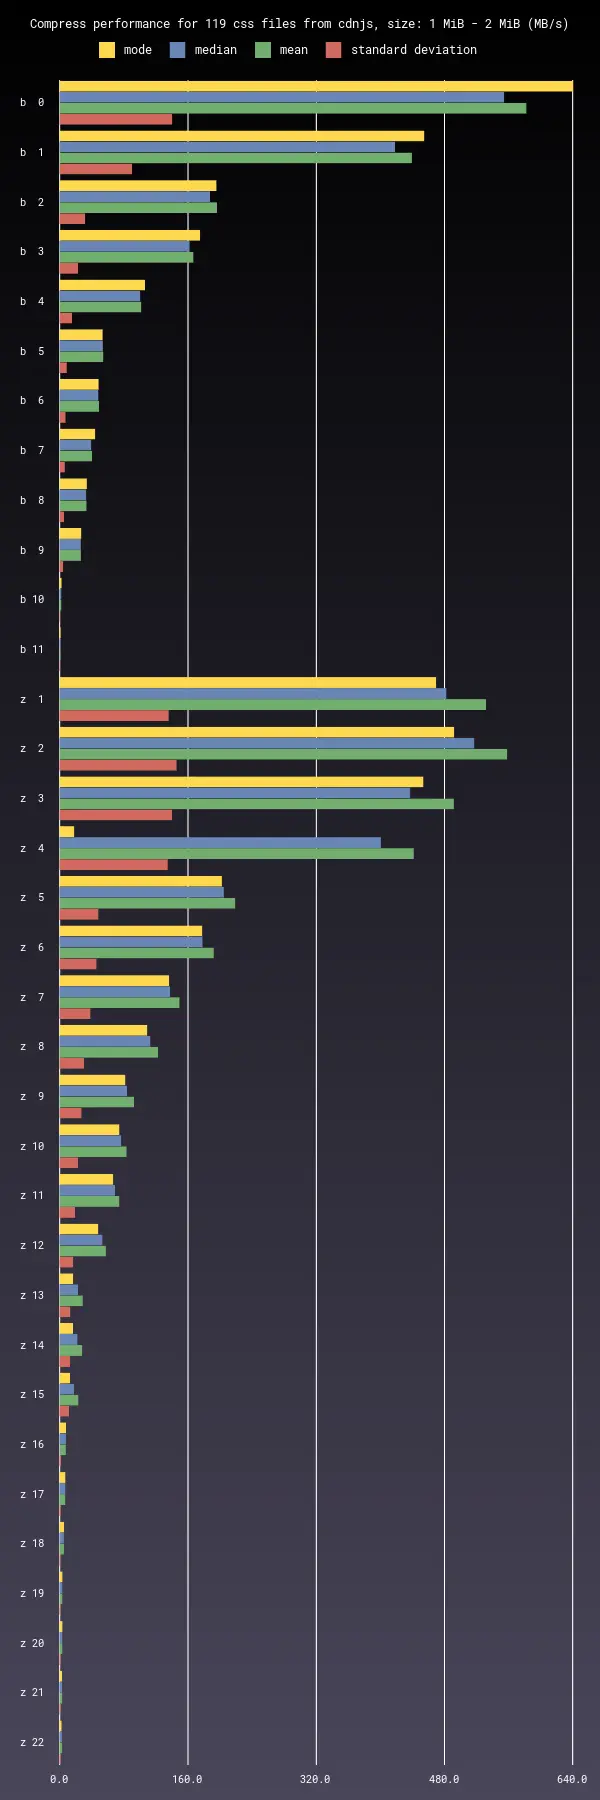 Compress performance for 119 css files from cdnjs, size: 1 MiB - 2 MiB (MB/s)
mode median mean standard deviation
b 0
b 1
b 2
b 3
b 4
b 5
b 6
b 7
b 8
b 9
b 10
b 11
z 1
z 2
z 3
z 4
z 5
z 6
z 7
z 8
z 9
z 10
z 11
z 12
z 13
z 14
z 15
z 16
z 17
z 18
z 19
z 20
z 21
z 22
0.0 160.0 320.0 480.0 640.0